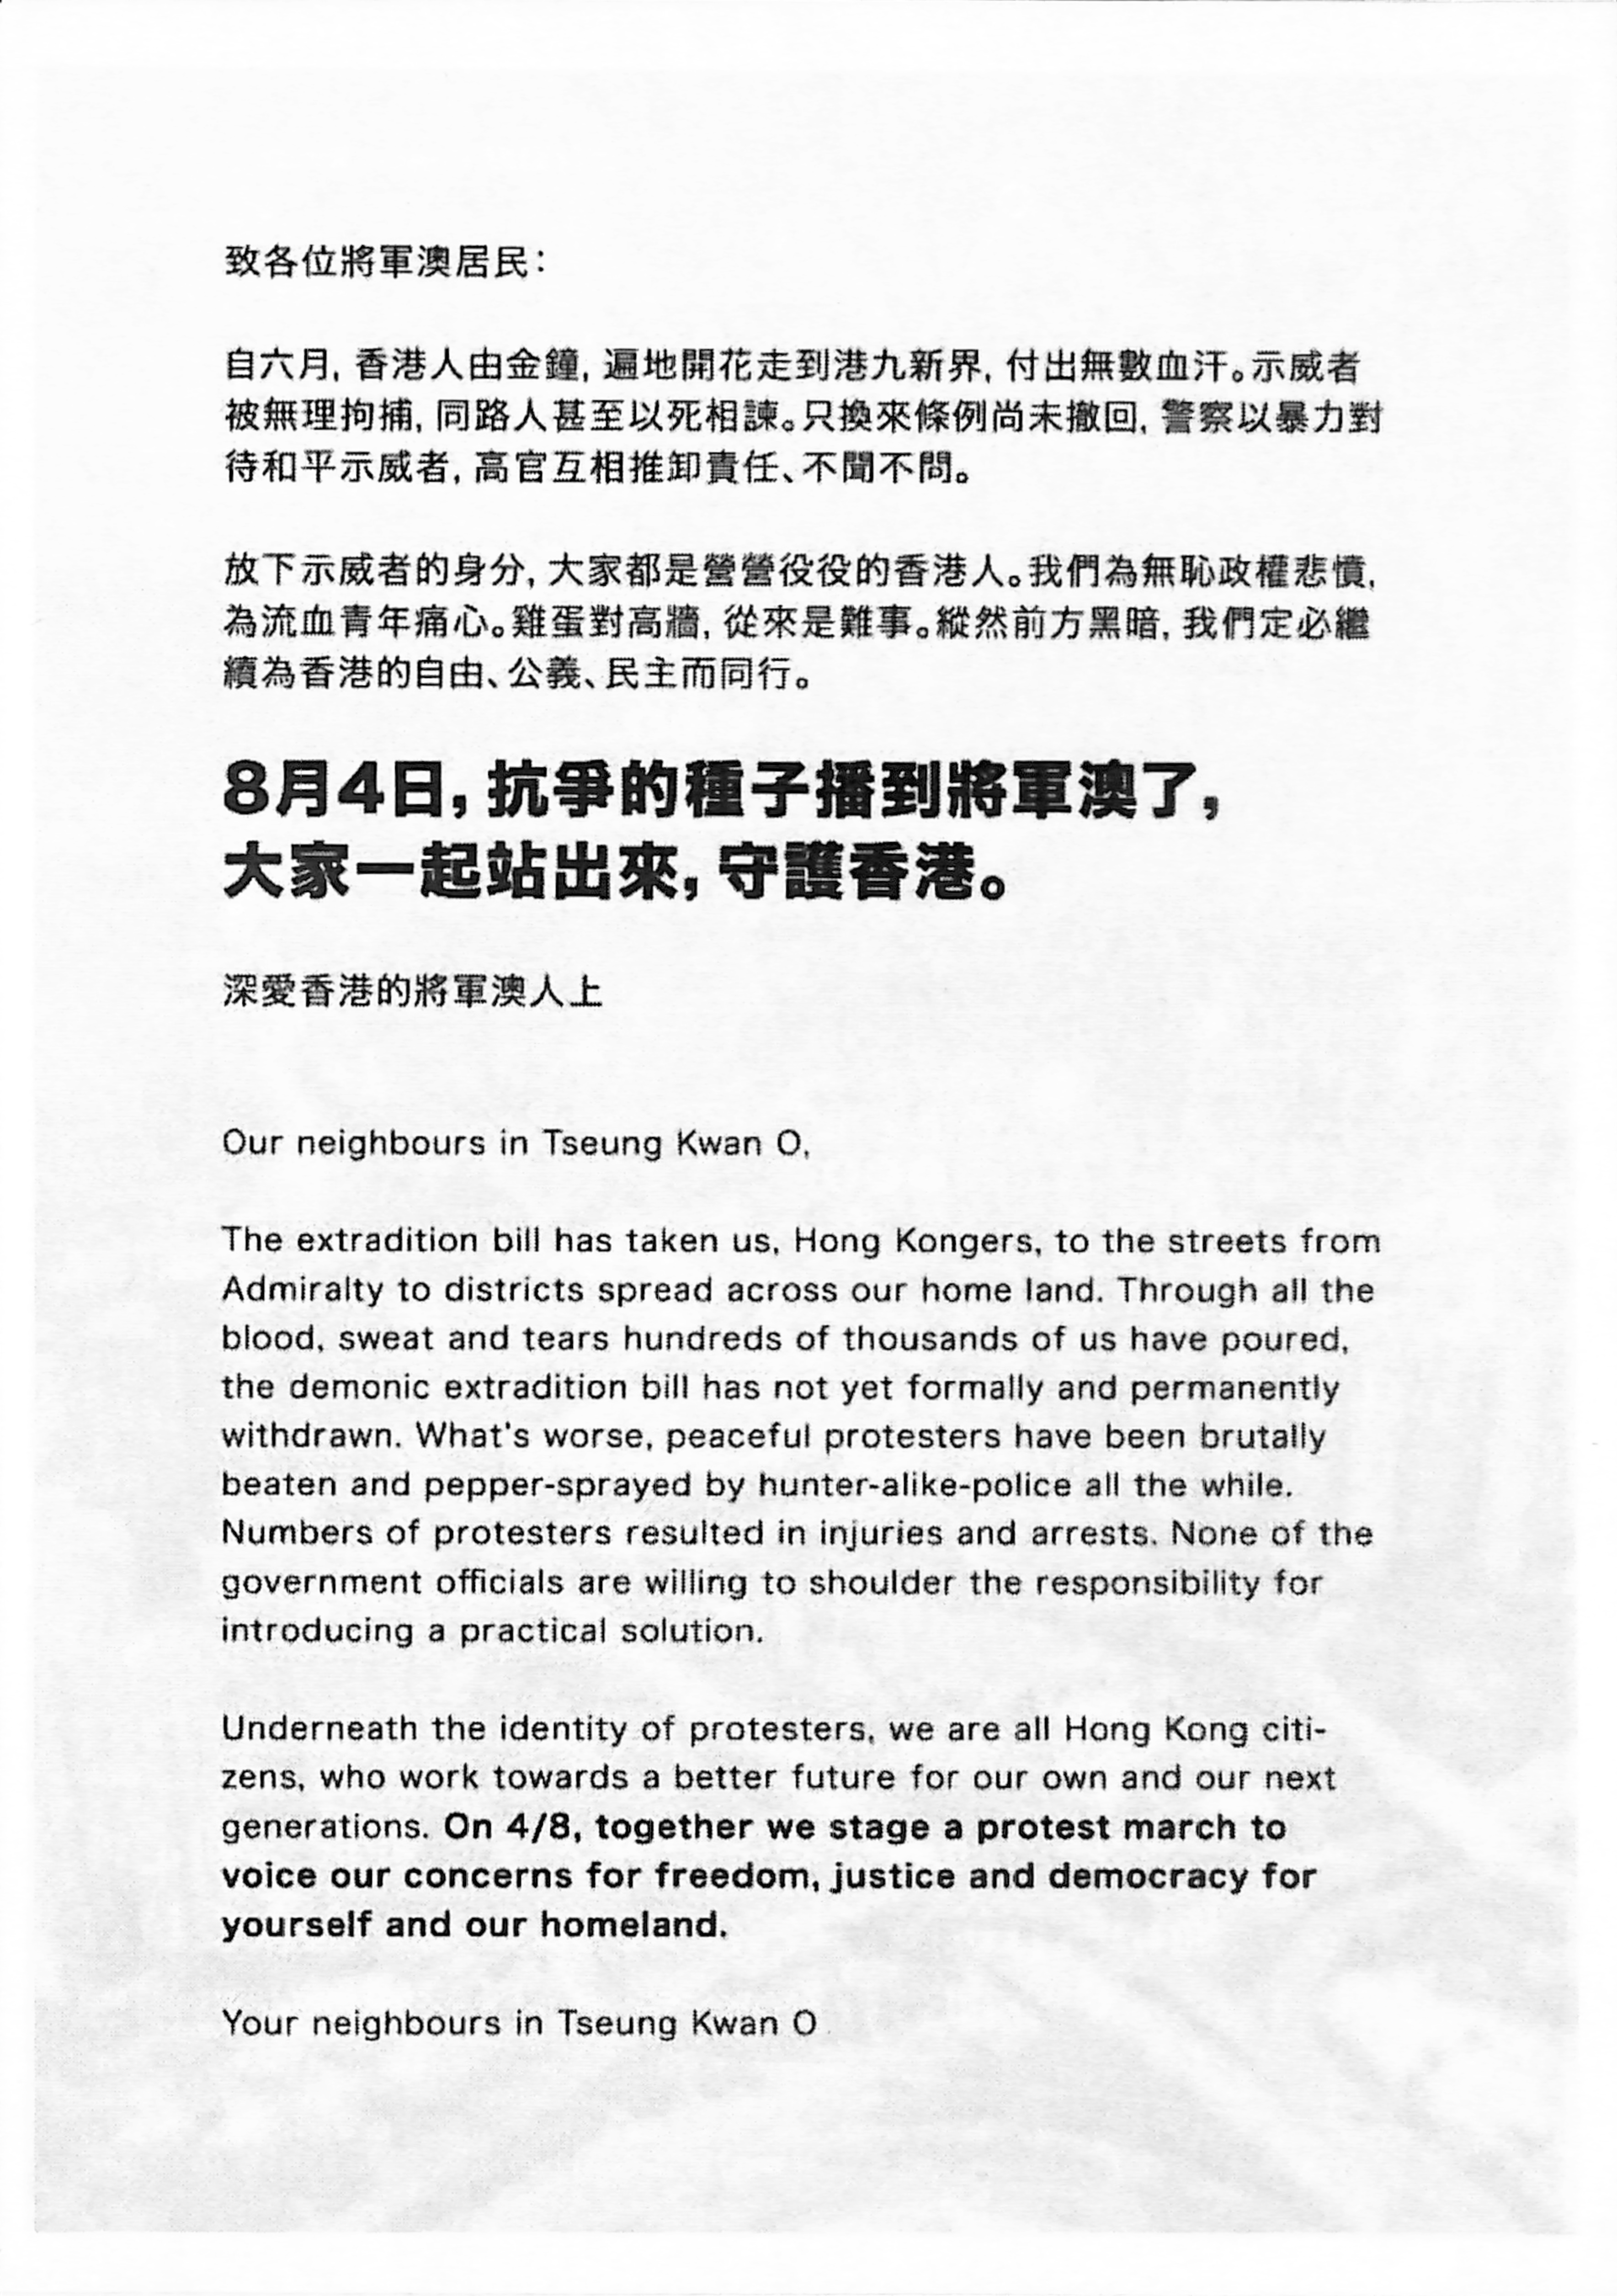 致各位將軍澳居民：
自六月，香港人由金鐘，遍地開花走到港九新界，付出無數血汗。示威者
被無理拘捕，同路人甚至以死相諫。只換來條例尚未撤回，警察以暴力對
待和平示威者，高官互相推卸責任、不聞不問。
放下示威者的身分，大家都是營營役役的香港人。我們為無恥政權悲憤，
為流血青年痛心。雞蛋對高牆，從來是難事。縱然前方黑暗，我們定必繼
續為香港的自由、公義、民主而同行。
8月4日，抗爭的種子播到將軍澳了，
大家一起站出來，守護香港。
深愛香港的將軍澳人上
Our neighbours in Tseung Kwan O,
The extradition bill has taken us, Hong Kongers, to the streets from
Admiralty to districts spread across our home land. Through all the
blood, sweat and tears hundreds of thousands of us have poured,
the demonic extradition bill has not yet formally and permanently
withdrawn. What's worse, peaceful protesters have been brutally
beaten and pepper-sprayed by hunter-alike-police all the while.
Numbers of protesters resulted in injuries and arrests. None of the
government officials are willing to shoulder the responsibility for
introducing a practical solution.
Underneath the identity of protesters, we are all Hong Kong citi-
zens, who work towards a better future for our own and our next
generations. On 4/8, together we stage a protest march to
voice our concerns for freedom, justice and democracy for
yourself and our homeland.
Your neighbours in Tseung Kwan O